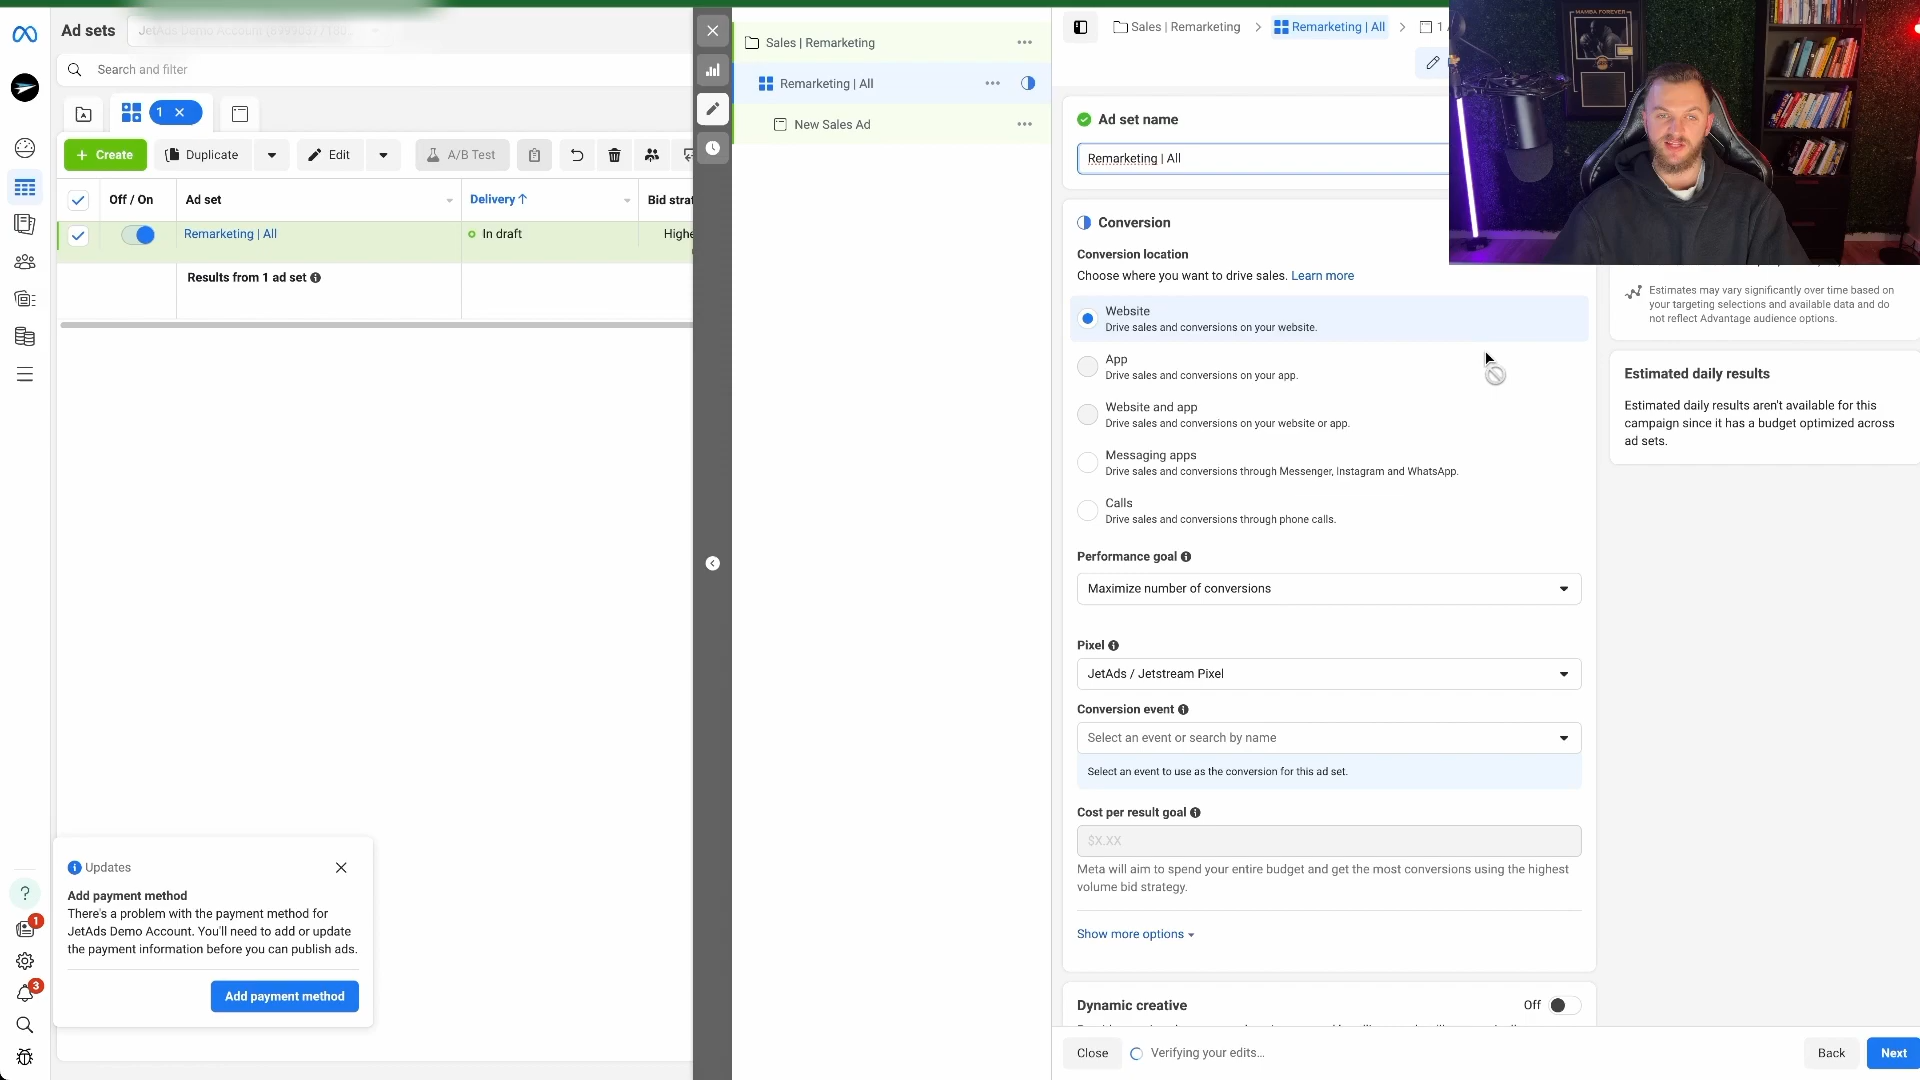 Ad sets
JetAds Demo Account
Search and filter
1
Create
Duplicate
Edit
A/B Test
Off / On
Ad set
Delivery ↑
Bid strat
Remarketing | All
In draft
Highe
Results from 1 ad set
Updates
Add payment method
There's a problem with the payment method for
JetAds Demo Account. You'll need to add or update
the payment information before you can publish ads.
Add payment method
1
3
Sales | Remarketing
Remarketing | All
New Sales Ad
Sales | Remarketing
Remarketing | All
1
Ad set name
Remarketing | All
Conversion
Conversion location
Choose where you want to drive sales. Learn more
Website
Drive sales and conversions on your website.
App
Drive sales and conversions on your app.
Website and app
Drive sales and conversions on your website or app.
Messaging apps
Drive sales and conversions through Messenger, Instagram and WhatsApp.
Calls
Drive sales and conversions through phone calls.
Performance goal
Maximize number of conversions
Pixel
JetAds / Jetstream Pixel
Conversion event
Select an event or search by name
Select an event to use as the conversion for this ad set.
Cost per result goal
$X.XX
Meta will aim to spend your entire budget and get the most conversions using the highest
volume bid strategy.
Show more options
Dynamic creative
Off
Close
Verifying your edits...
Back
Next
MAMBA FOREVER
Estimates may vary significantly over time based on
your targeting selections and available data and do
not reflect Advantage audience options.
Estimated daily results
Estimated daily results aren't available for this
campaign since it has a budget optimized across
ad sets.